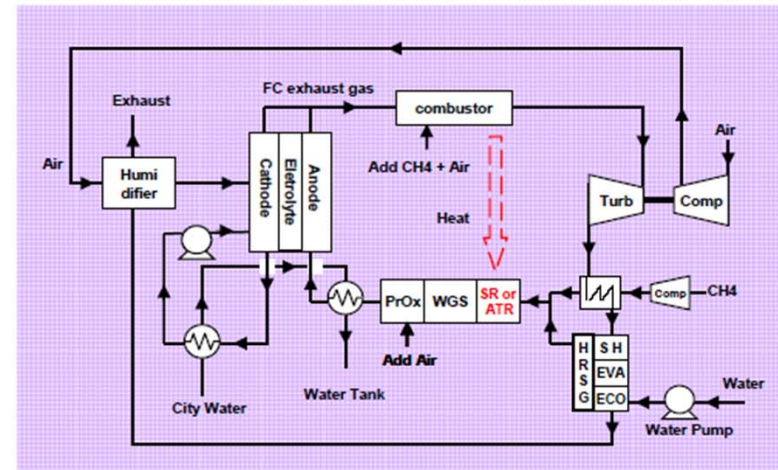 FC exhaust gas
Exhaust
combustor
Air
Air
Humi
difier
Cathode
Eletrolyte
Anode
Add CH4 + Air
Turb
Comp
Heat
PrOx
WGS
SR or
ATR
Comp
CH4
Add Air
H
R
S
G
S H
EVA
ECO
Water
Water Tank
City Water
Water Pump